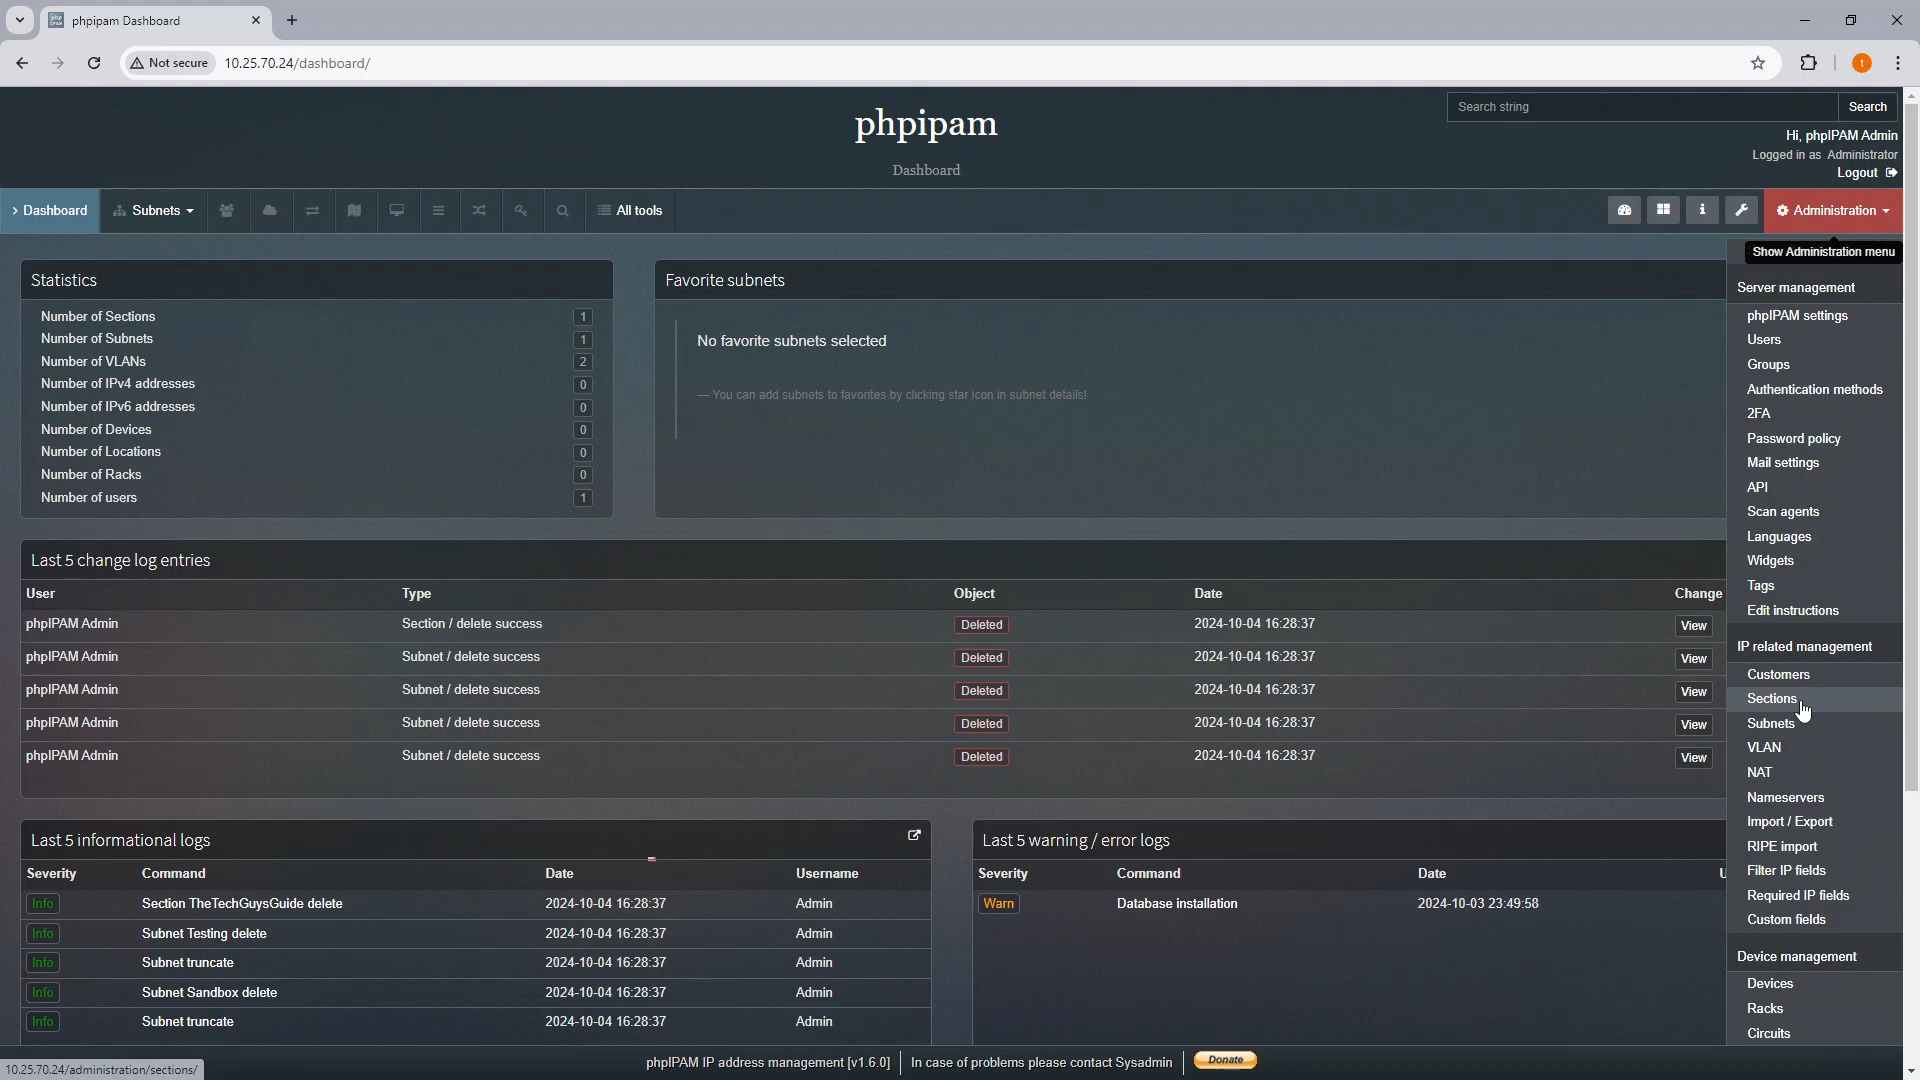 phpipam Dashboard
Not secure
10.25.70.24/dashboard/
t
phpipam
Dashboard
Search string
Search
Hi, phpIPAM Admin
Logged in as Administrator
Logout
> Dashboard
Subnets
All tools
Administration
Show Administration menu
Statistics
Number of Sections 1
Number of Subnets 1
Number of VLANs 2
Number of IPv4 addresses 0
Number of IPv6 addresses 0
Number of Devices 0
Number of Locations 0
Number of Racks 0
Number of users 1
Favorite subnets
No favorite subnets selected
— You can add subnets to favorites by clicking star icon in subnet details!
Last 5 change log entries
User Type Object Date Change
phpIPAM Admin Section / delete success Deleted 2024-10-04 16:28:37 View
phpIPAM Admin Subnet / delete success Deleted 2024-10-04 16:28:37 View
phpIPAM Admin Subnet / delete success Deleted 2024-10-04 16:28:37 View
phpIPAM Admin Subnet / delete success Deleted 2024-10-04 16:28:37 View
phpIPAM Admin Subnet / delete success Deleted 2024-10-04 16:28:37 View
Last 5 informational logs
Severity Command Date Username
Info Section TheTechGuysGuide delete 2024-10-04 16:28:37 Admin
Info Subnet Testing delete 2024-10-04 16:28:37 Admin
Info Subnet truncate 2024-10-04 16:28:37 Admin
Info Subnet Sandbox delete 2024-10-04 16:28:37 Admin
Info Subnet truncate 2024-10-04 16:28:37 Admin
Last 5 warning / error logs
Severity Command Date U
Warn Database installation 2024-10-03 23:49:58
Server management
phpIPAM settings
Users
Groups
Authentication methods
2FA
Password policy
Mail settings
API
Scan agents
Languages
Widgets
Tags
Edit instructions
IP related management
Customers
Sections
Subnets
VLAN
NAT
Nameservers
Import / Export
RIPE import
Filter IP fields
Required IP fields
Custom fields
Device management
Devices
Racks
Circuits
phpIPAM IP address management [v1.6.0] In case of problems please contact Sysadmin Donate
10.25.70.24/administration/sections/